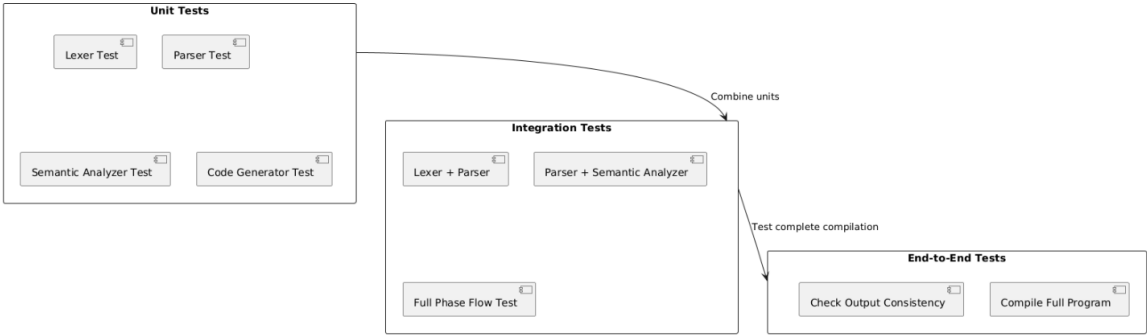 Unit Tests
Lexer Test
Parser Test
Semantic Analyzer Test
Code Generator Test
Combine units
Integration Tests
Lexer + Parser
Parser + Semantic Analyzer
Full Phase Flow Test
Test complete compilation
End-to-End Tests
Check Output Consistency
Compile Full Program